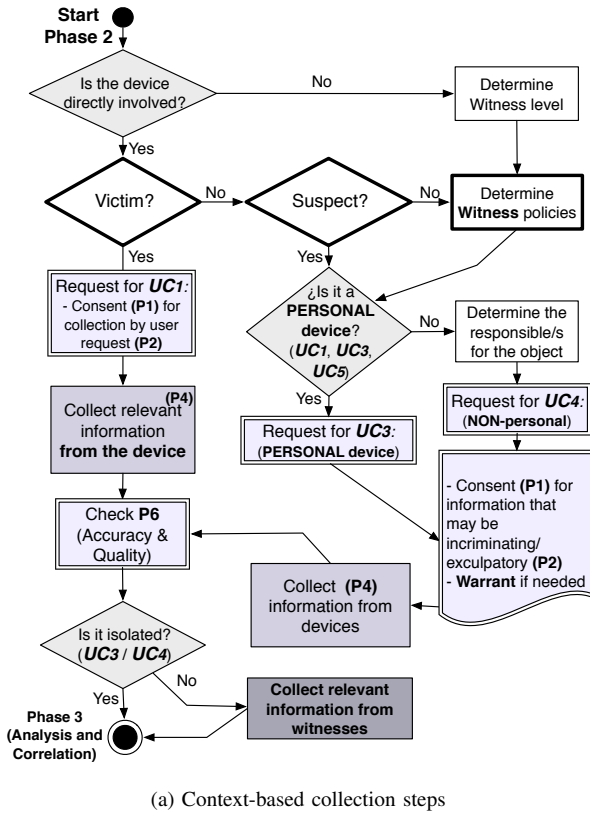 Start
Phase 2
Is the device
directly involved?
No
Determine
Witness level
Yes
Victim?
No
Suspect?
No
Determine
Witness policies
Yes
Yes
Request for UC1:
- Consent (P1) for
collection by user
request (P2)
¿Is it a
PERSONAL
device?
(UC1, UC3,
UC5)
No
Determine the
responsible/s
for the object
Yes
(P4)
Collect relevant
information
from the device
Request for UC3:
(PERSONAL device)
Request for UC4:
(NON-personal)
- Consent (P1) for
information that
may be
incriminating/
exculpatory (P2)
- Warrant if needed
Check P6
(Accuracy &
Quality)
Collect (P4)
information from
devices
Is it isolated?
(UC3 / UC4)
No
Yes
Collect relevant
information from
witnesses
Phase 3
(Analysis and
Correlation)
(a) Context-based collection steps